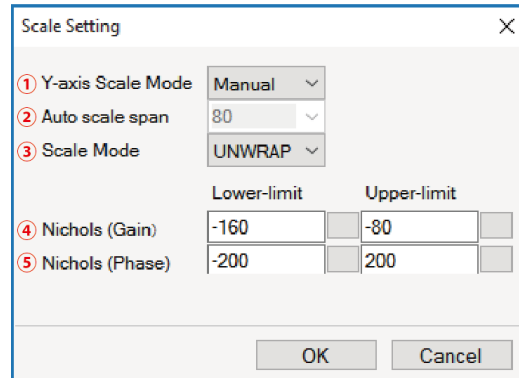 Scale Setting
① Y-axis Scale Mode Manual
② Auto scale span 80
③ Scale Mode UNWRAP
Lower-limit Upper-limit
④ Nichols (Gain) -160 -80
⑤ Nichols (Phase) -200 200
OK Cancel